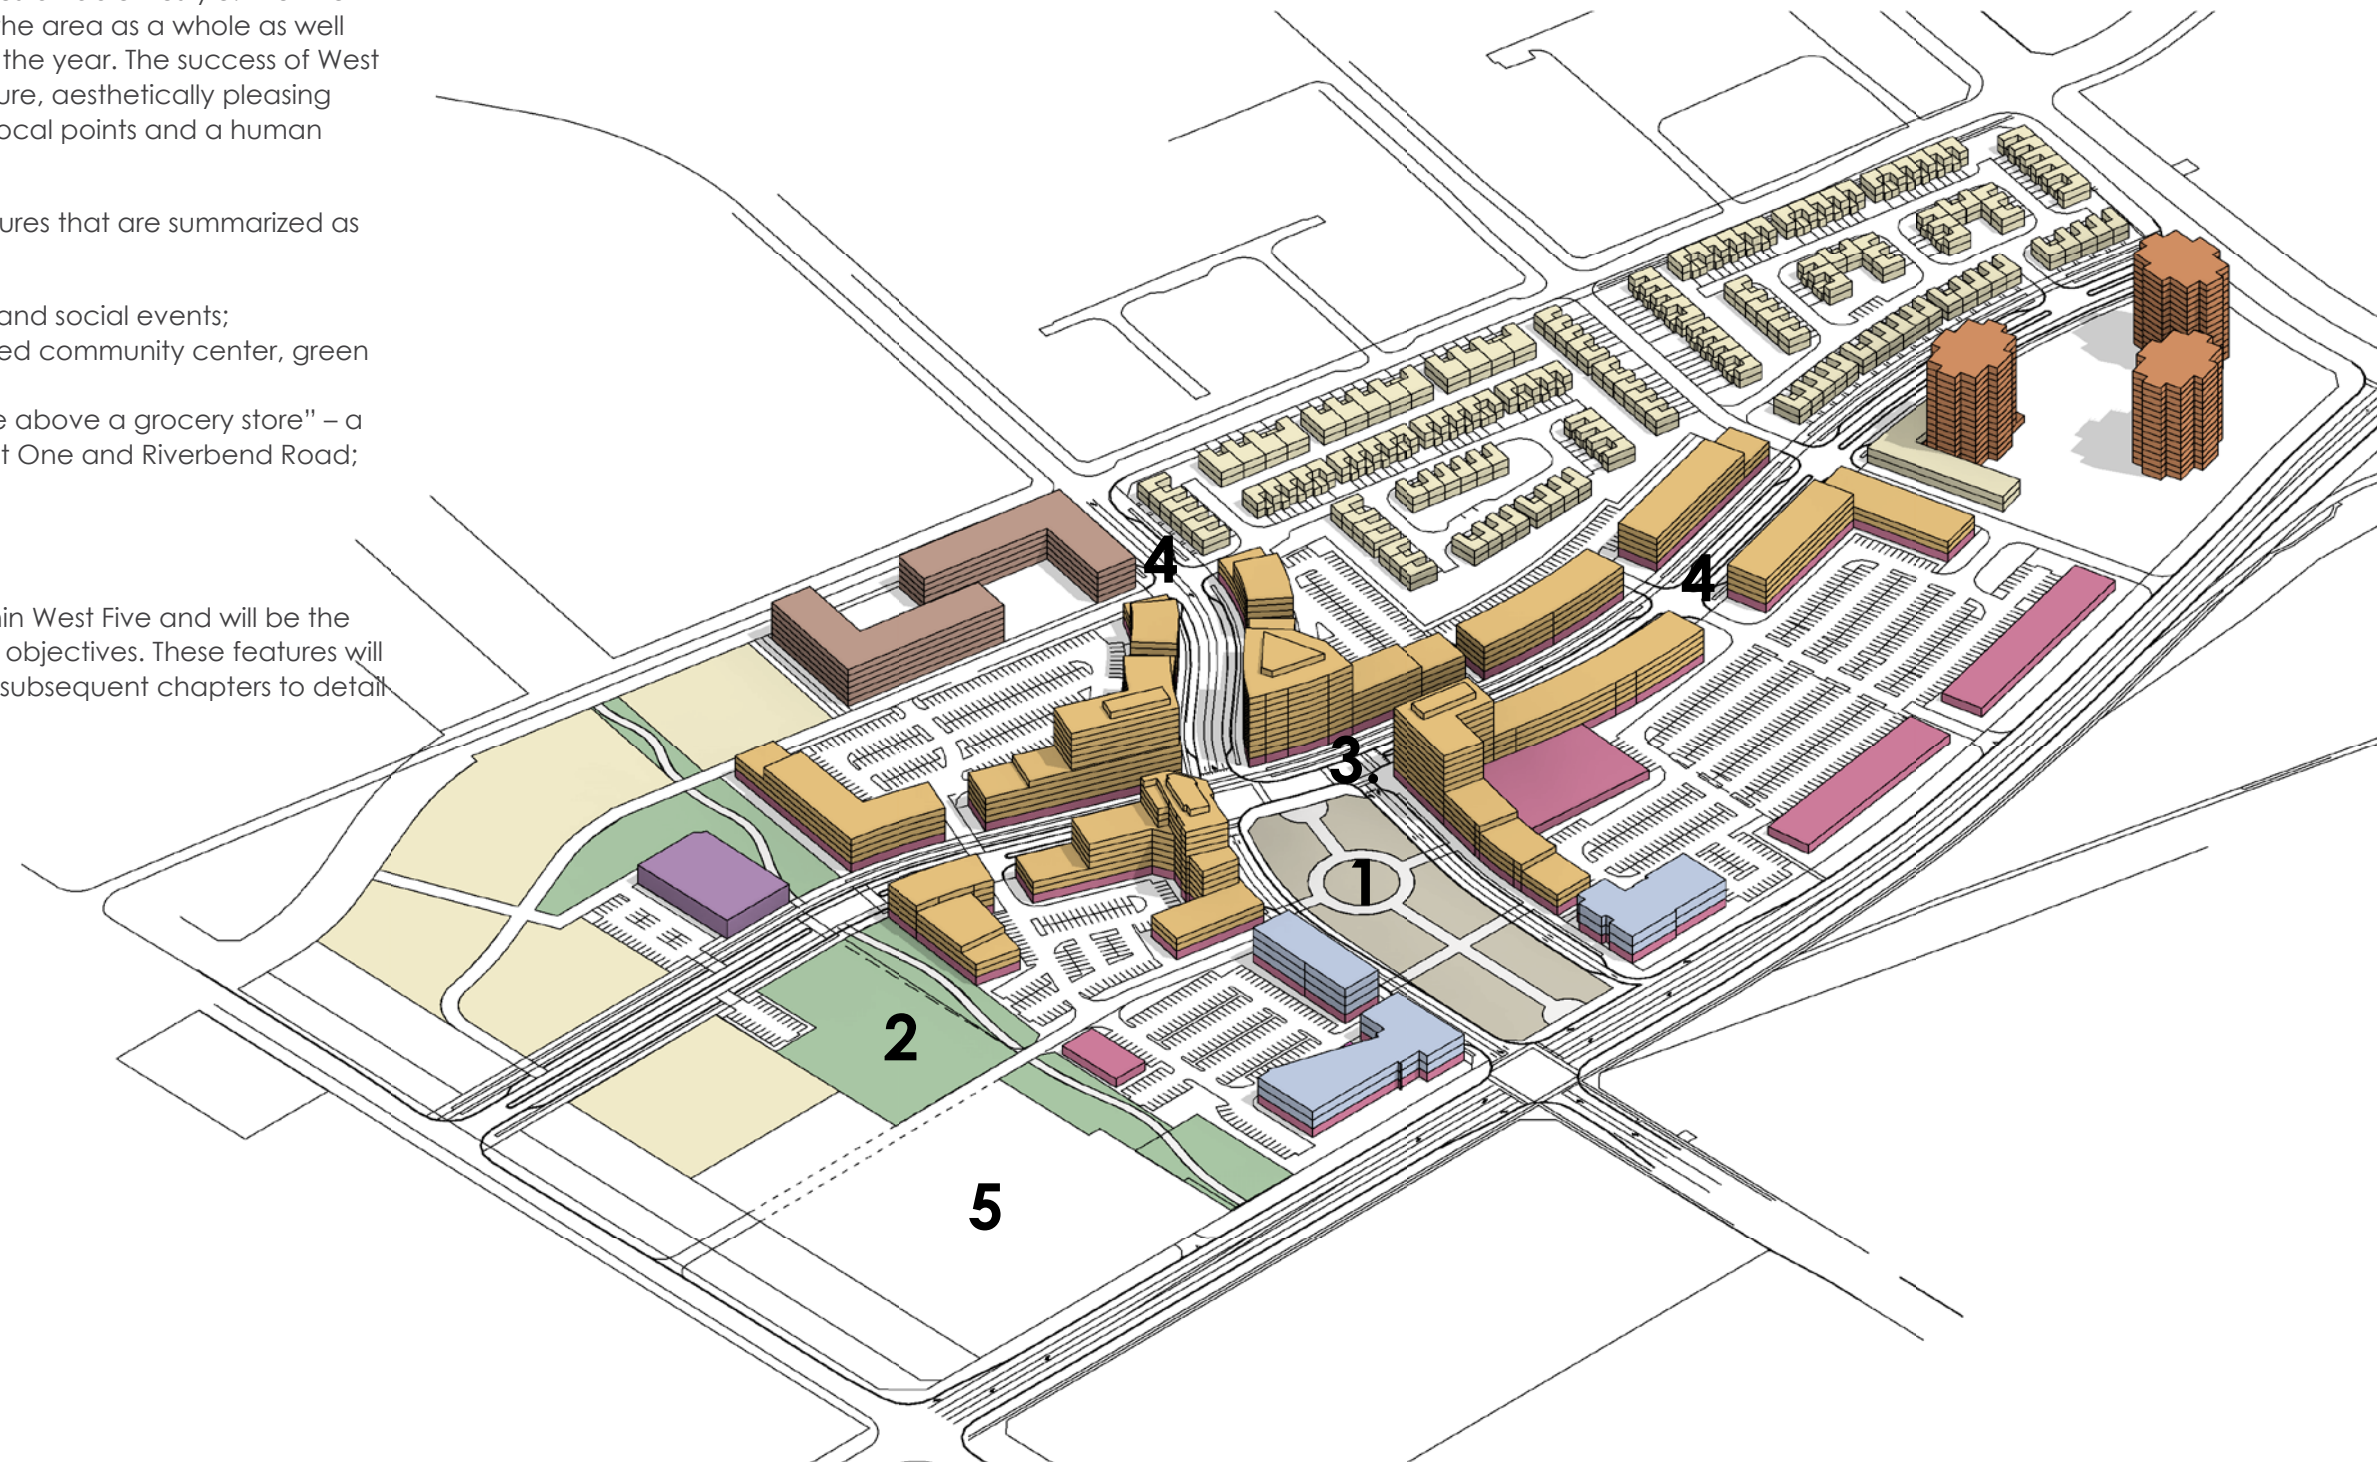 the area as a whole as well
the year. The success of West
ure, aesthetically pleasing
ocal points and a human
ures that are summarized as
and social events;
ed community center, green
e above a grocery store” – a
t One and Riverbend Road;
in West Five and will be the
objectives. These features will
subsequent chapters to detail
4
4
3.
1
2
5